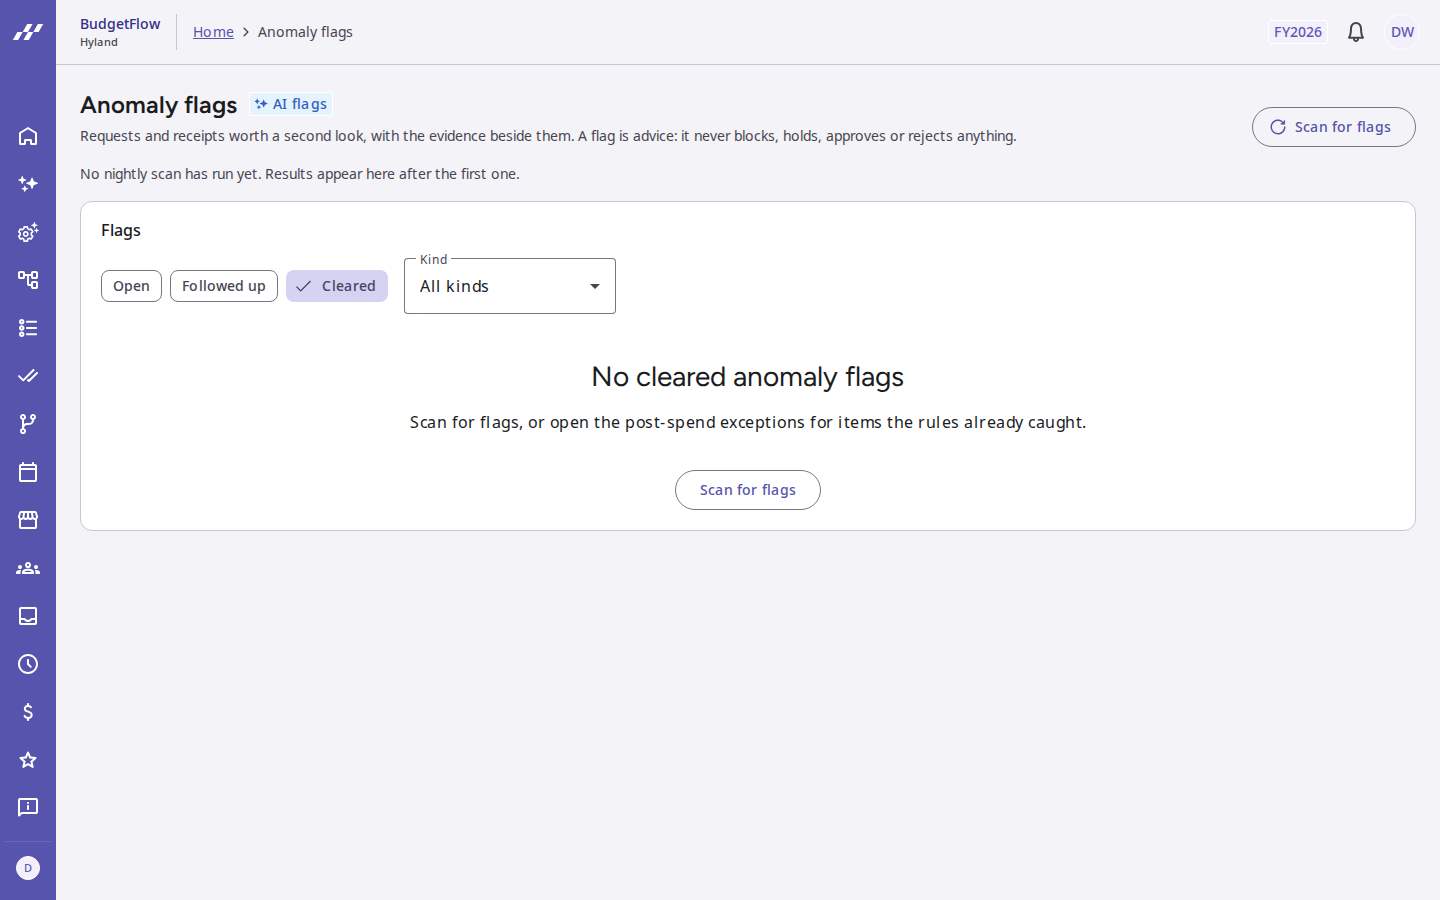 BudgetFlow
Hyland
Home
Anomaly flags
FY2026
DW
Anomaly flags
AI flags
Requests and receipts worth a second look, with the evidence beside them. A flag is advice: it never blocks, holds, approves or rejects anything.
Scan for flags
No nightly scan has run yet. Results appear here after the first one.
Flags
Kind
Open
Followed up
Cleared
All kinds
No cleared anomaly flags
Scan for flags, or open the post-spend exceptions for items the rules already caught.
Scan for flags
D